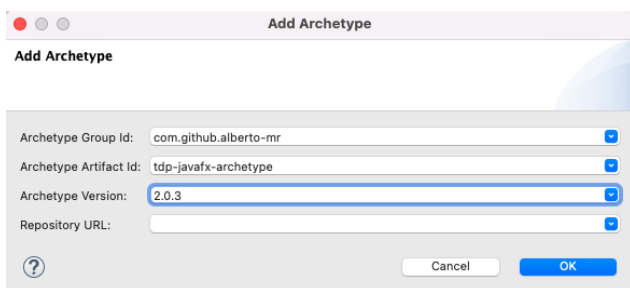 Add Archetype
Add Archetype
Archetype Group Id: com.github.alberto-mr
Archetype Artifact Id: tdp-javafx-archetype
Archetype Version: 2.0.3
Repository URL:
? Cancel OK